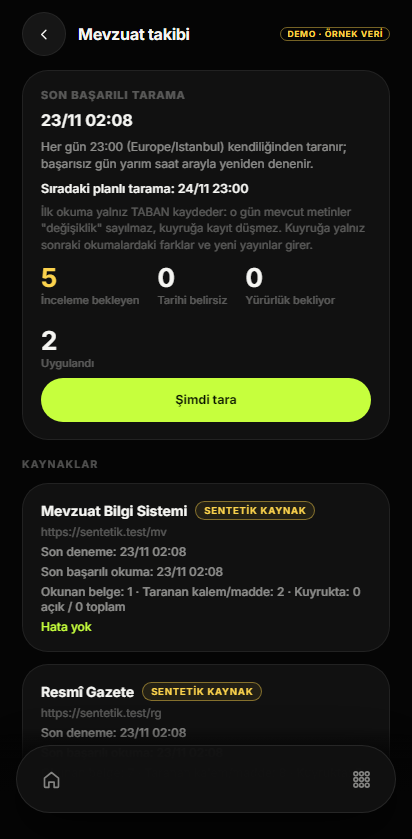 Mevzuat takibi
DEMO · ÖRNEK VERİ
SON BAŞARILI TARAMA
23/11 02:08
Her gün 23:00 (Europe/Istanbul) kendiliğinden taranır;
başarısız gün yarım saat arayla yeniden denenir.
Sıradaki planlı tarama: 24/11 23:00
İlk okuma yalnız TABAN kaydeder: o gün mevcut metinler
"değişiklik" sayılmaz, kuyruğa kayıt düşmez. Kuyruğa yalnız
sonraki okumalardaki farklar ve yeni yayınlar girer.
5
İnceleme bekleyen
0
Tarihi belirsiz
0
Yürürlük bekliyor
2
Uygulandı
Şimdi tara
KAYNAKLAR
Mevzuat Bilgi Sistemi
SENTETİK KAYNAK
https://sentetik.test/mv
Son deneme: 23/11 02:08
Son başarılı okuma: 23/11 02:08
Okunan belge: 1 · Taranan kalem/madde: 2 · Kuyrukta: 0
açık / 0 toplam
Hata yok
Resmî Gazete
SENTETİK KAYNAK
https://sentetik.test/rg
Son deneme: 23/11 02:08